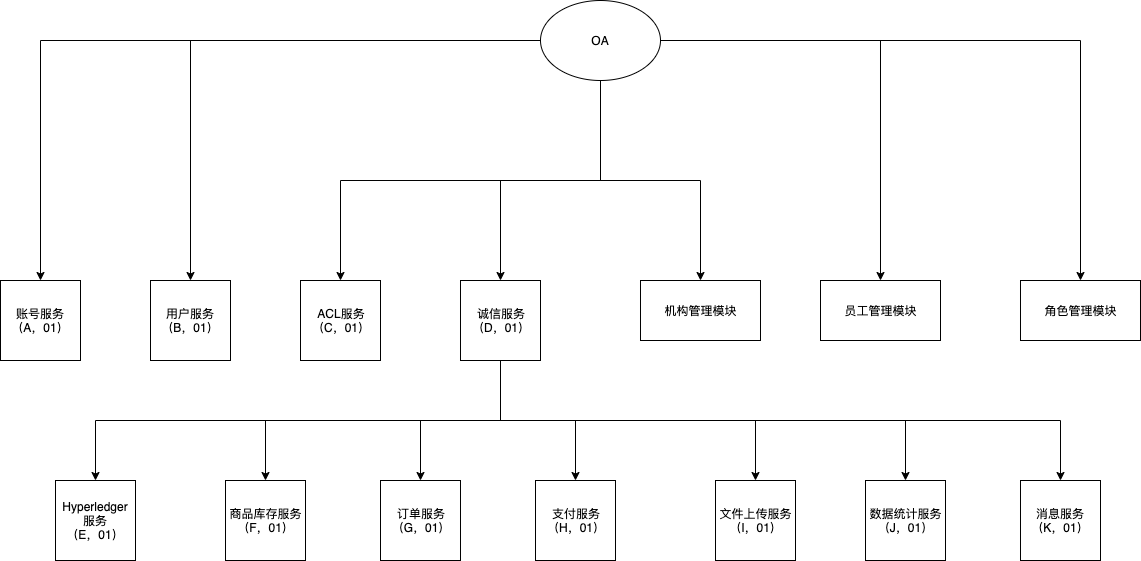 OA
账号服务
（A，01）
用户服务
（B，01）
ACL服务
（C，01）
诚信服务
（D，01）
机构管理模块
员工管理模块
角色管理模块
Hyperledger
服务
（E，01）
商品库存服务
（F，01）
订单服务
（G，01）
支付服务
（H，01）
文件上传服务
（I，01）
数据统计服务
（J，01）
消息服务
（K，01）